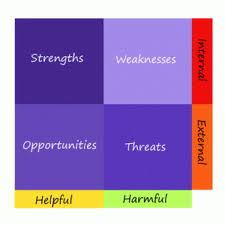 Strengths
Weaknesses
Internal
Opportunities
Threats
External
Helpful
Harmful